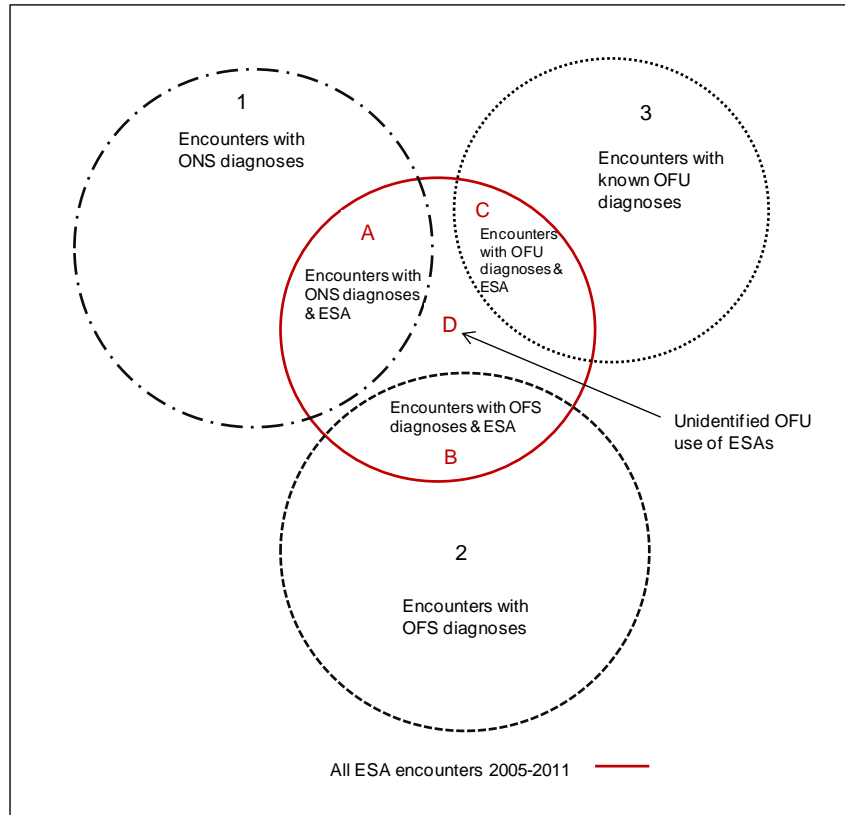 1
Encounters with
ONS diagnoses
3
Encounters with
known OFU
diagnoses
A
Encounters with
ONS diagnoses
& ESA
C
Encounters
with OFU
diagnoses &
ESA
D
Unidentified OFU
use of ESAs
Encounters with OFS
diagnoses & ESA
B
2
Encounters with
OFS diagnoses
All ESA encounters 2005-2011